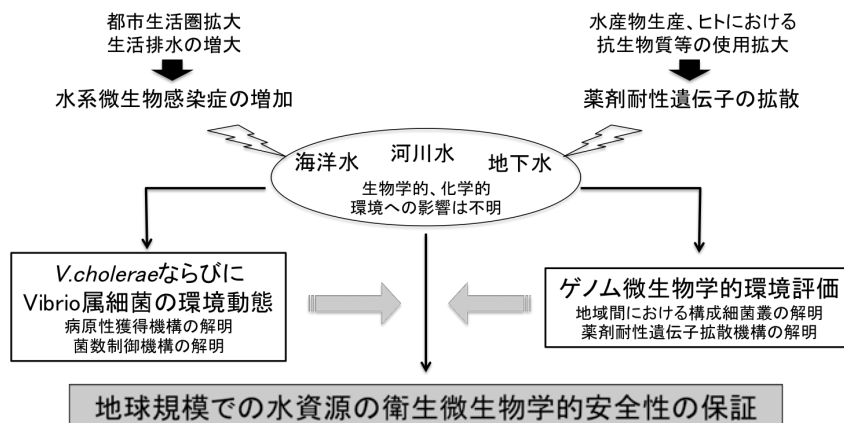 都市生活圏拡大
生活排水の増大
水系微生物感染症の増加
水産物生産、ヒトにおける
抗生物質等の使用拡大
薬剤耐性遺伝子の拡散
海洋水 河川水 地下水
生物学的、化学的
環境への影響は不明
V.choleraeならびに
Vibrio属細菌の環境動態
病原性獲得機構の解明
菌数制御機構の解明
ゲノム微生物学的環境評価
地域間における構成細菌叢の解明
薬剤耐性遺伝子拡散機構の解明
地球規模での水資源の衛生微生物学的安全性の保証